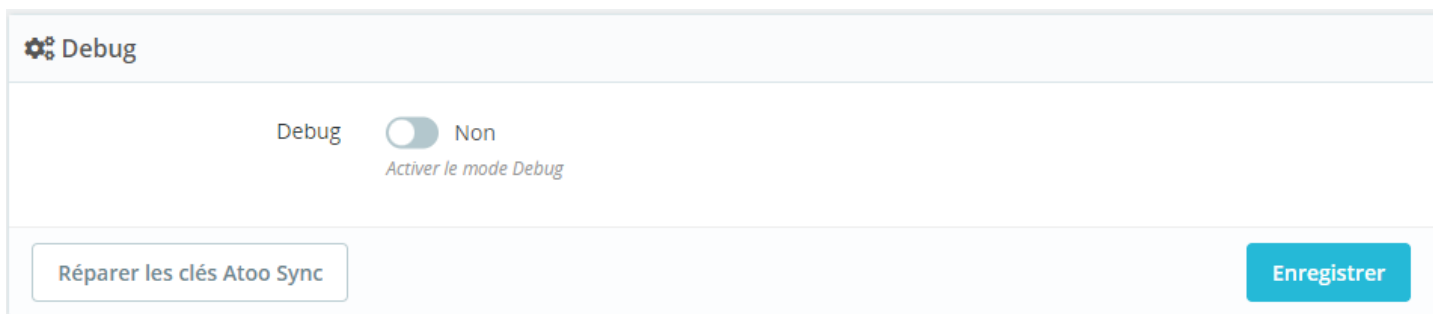 Debug
Debug Non
Activer le mode Debug
Réparer les clés Atoo Sync Enregistrer